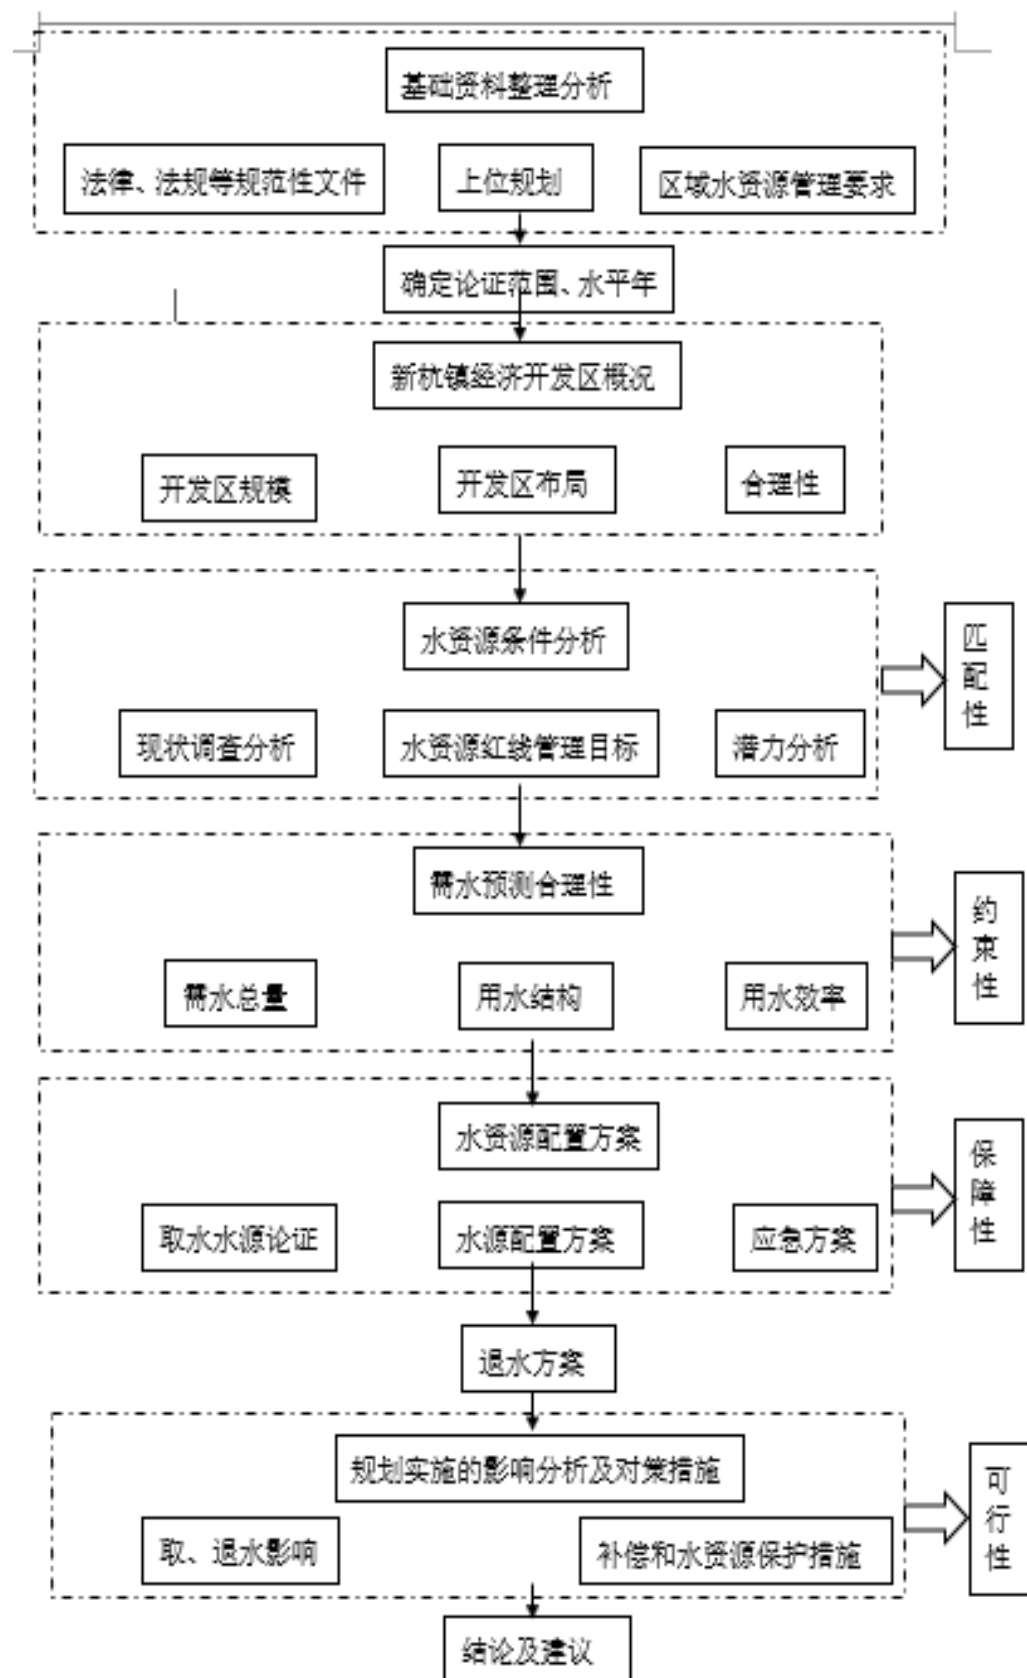 基础资料整理分析
法律、法规等规范性文件
上位规划
区域水资源管理要求
确定论证范围、水平年
新杭镇经济开发区概况
开发区规模
开发区布局
合理性
水资源条件分析
匹配性
现状调查分析
水资源红线管理目标
潜力分析
需水预测合理性
约束性
需水总量
用水结构
用水效率
水资源配置方案
保障性
取水水源论证
水源配置方案
应急方案
退水方案
规划实施的影响分析及对策措施
可行性
取、退水影响
补偿和水资源保护措施
结论及建议